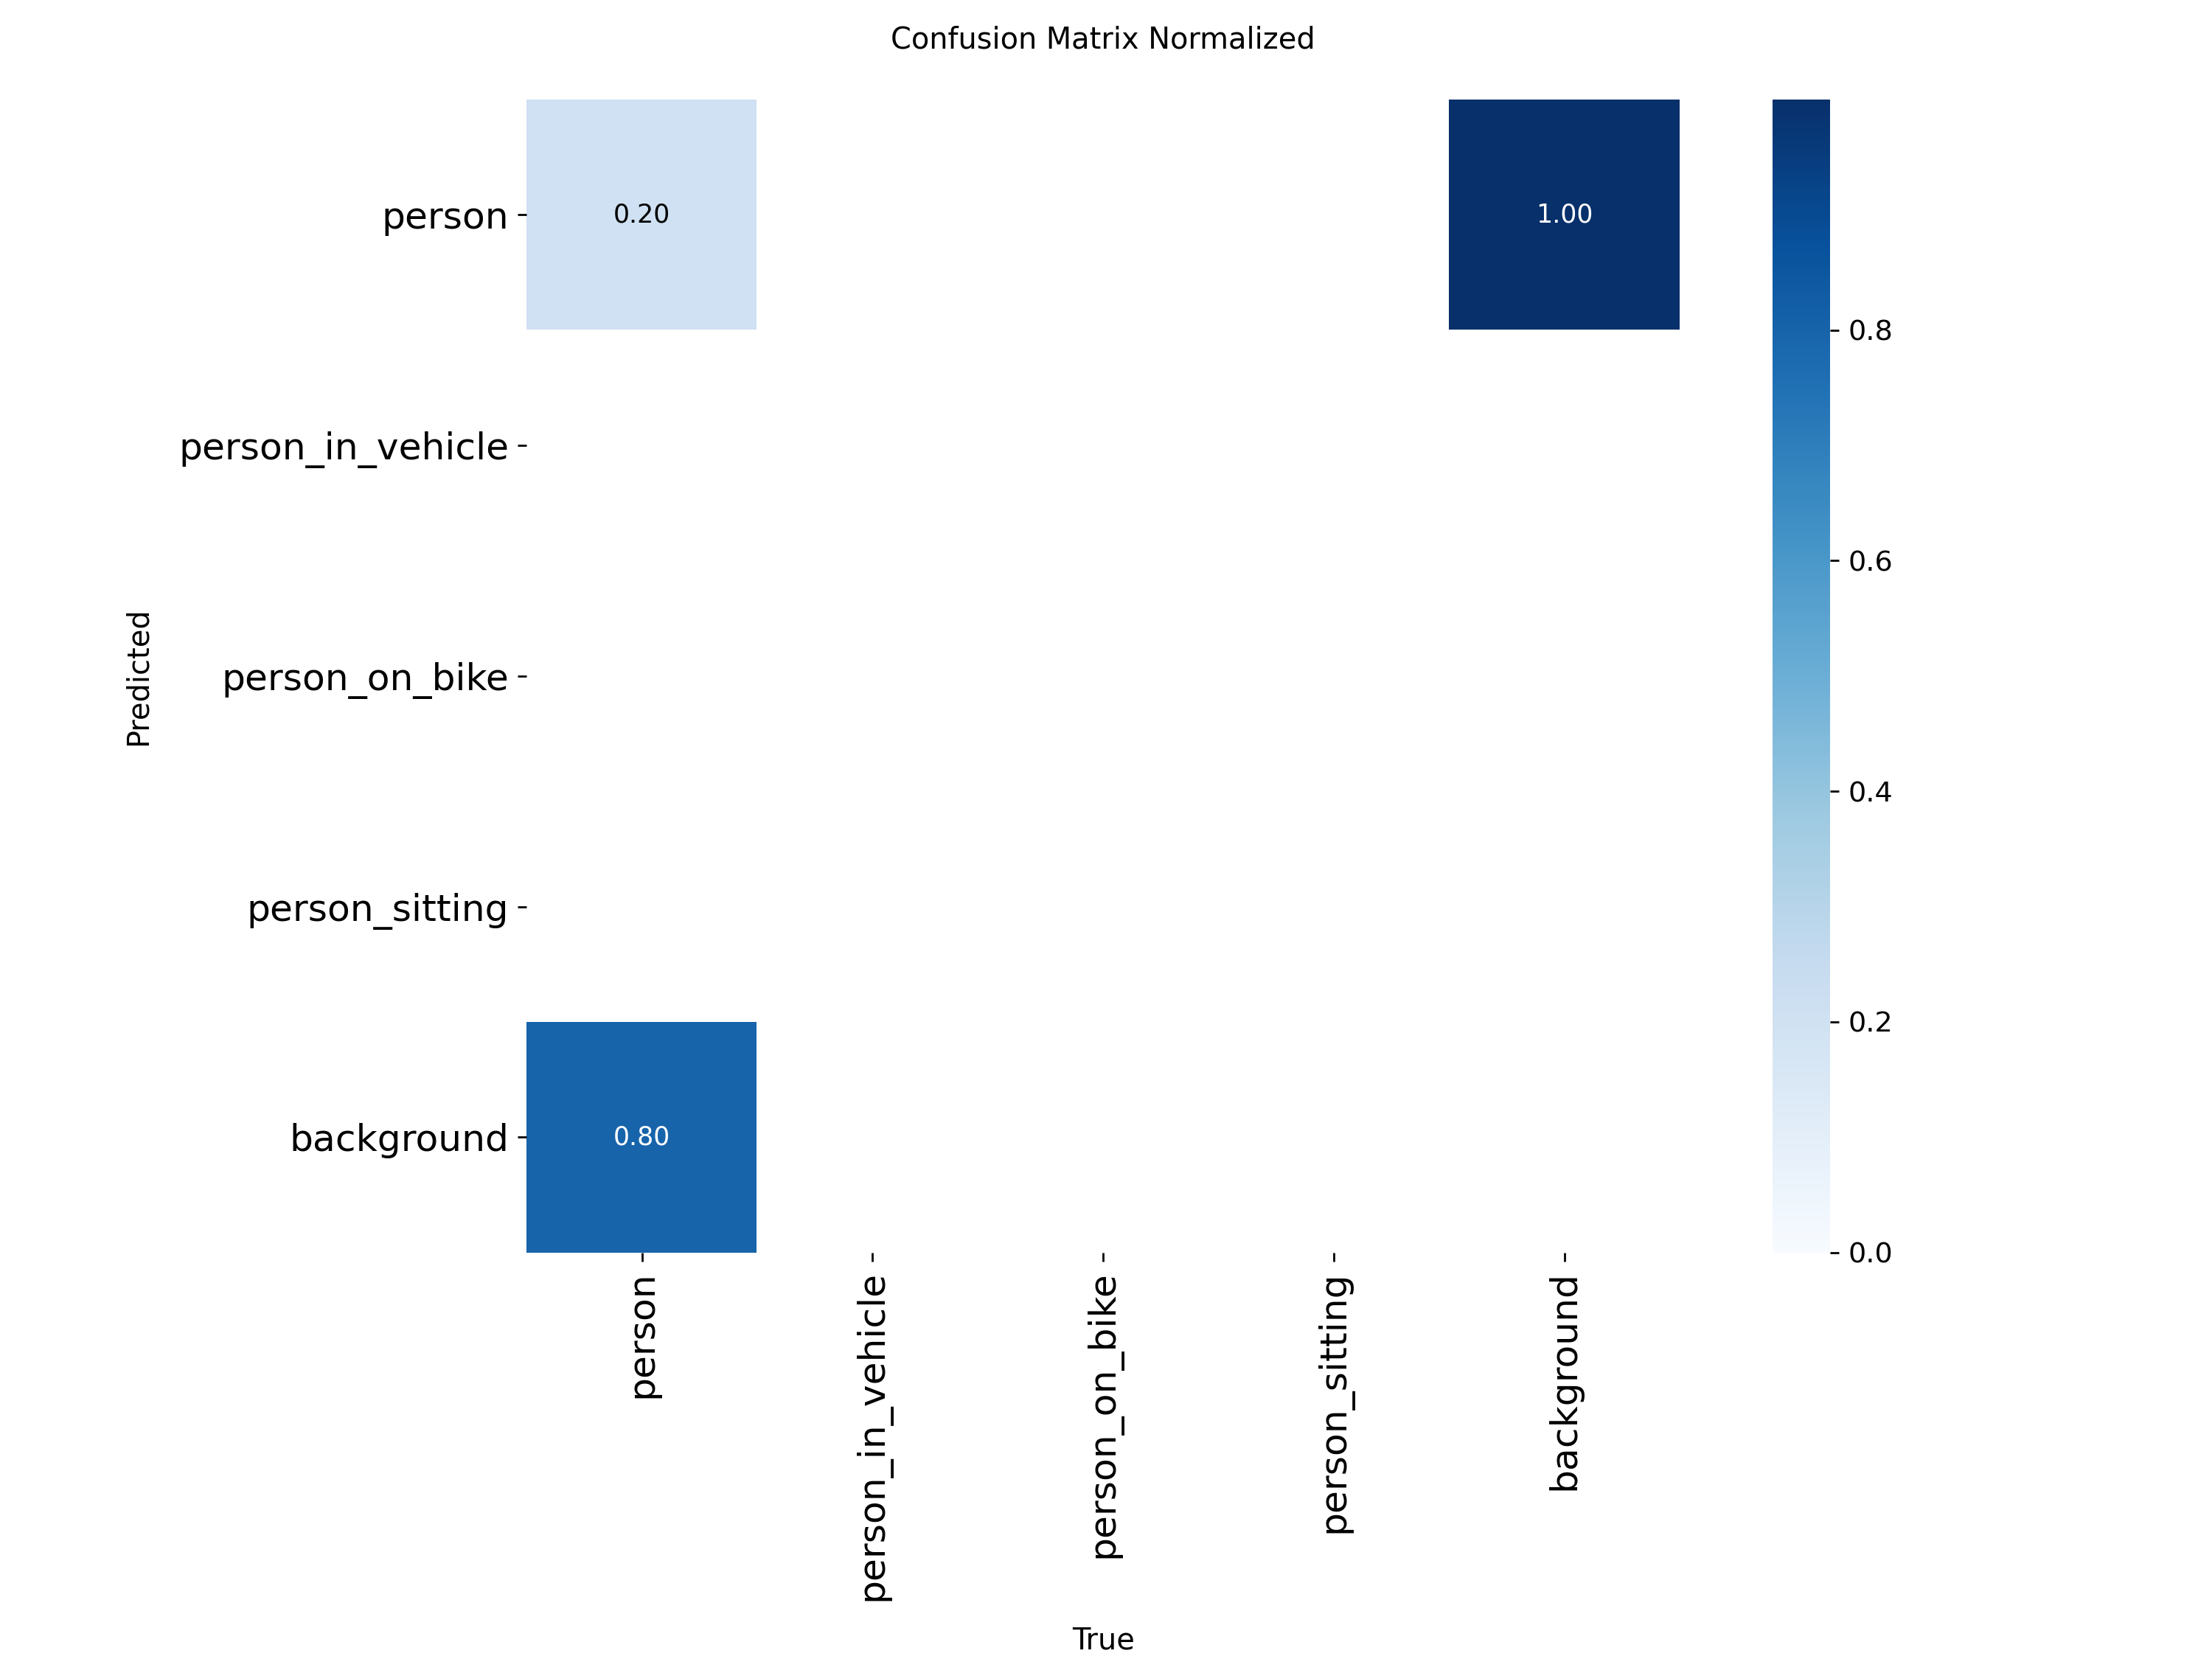 Confusion Matrix Normalized
person
0.20
1.00
person_in_vehicle
person_on_bike
person_sitting
background
0.80
Predicted
person
person_in_vehicle
person_on_bike
person_sitting
background
True
0.8
0.6
0.4
0.2
0.0